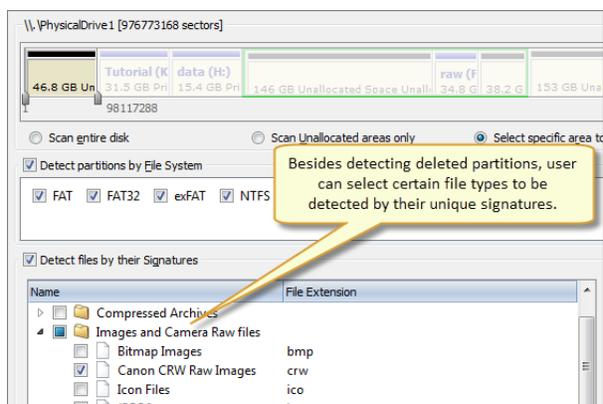 \\.\PhysicalDrive1 [976773168 sectors]
Tutorial (K data (H:) raw (F
46.8 GB Un 31.5 GB Pri 15.4 GB Pri 146 GB Unallocated Space Unall 34.8 G 38.2 G 153 GB Una
1 98117288
Scan entire disk Scan Unallocated areas only Select specific area to
Detect partitions by File System
FAT FAT32 exFAT NTFS
Besides detecting deleted partitions, user
can select certain file types to be
detected by their unique signatures.
Detect files by their Signatures
Name File Extension
Compressed Archives
Images and Camera Raw files
Bitmap Images bmp
Canon CRW Raw Images crw
Icon Files ico